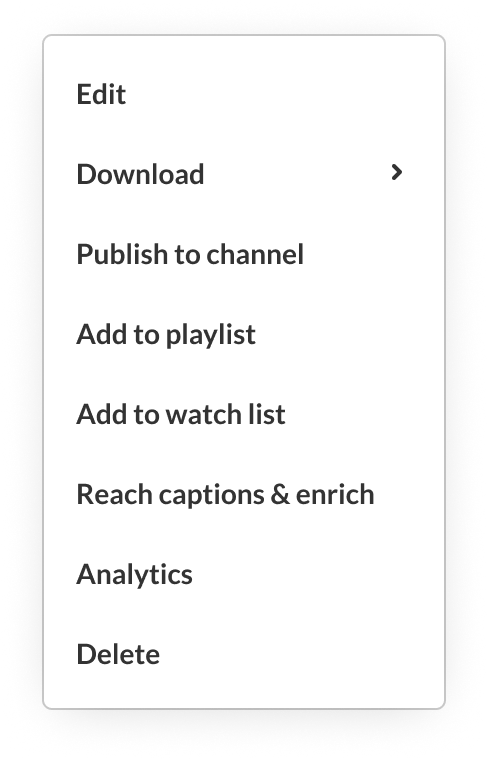 Edit
Download
Publish to channel
Add to playlist
Add to watch list
Reach captions & enrich
Analytics
Delete